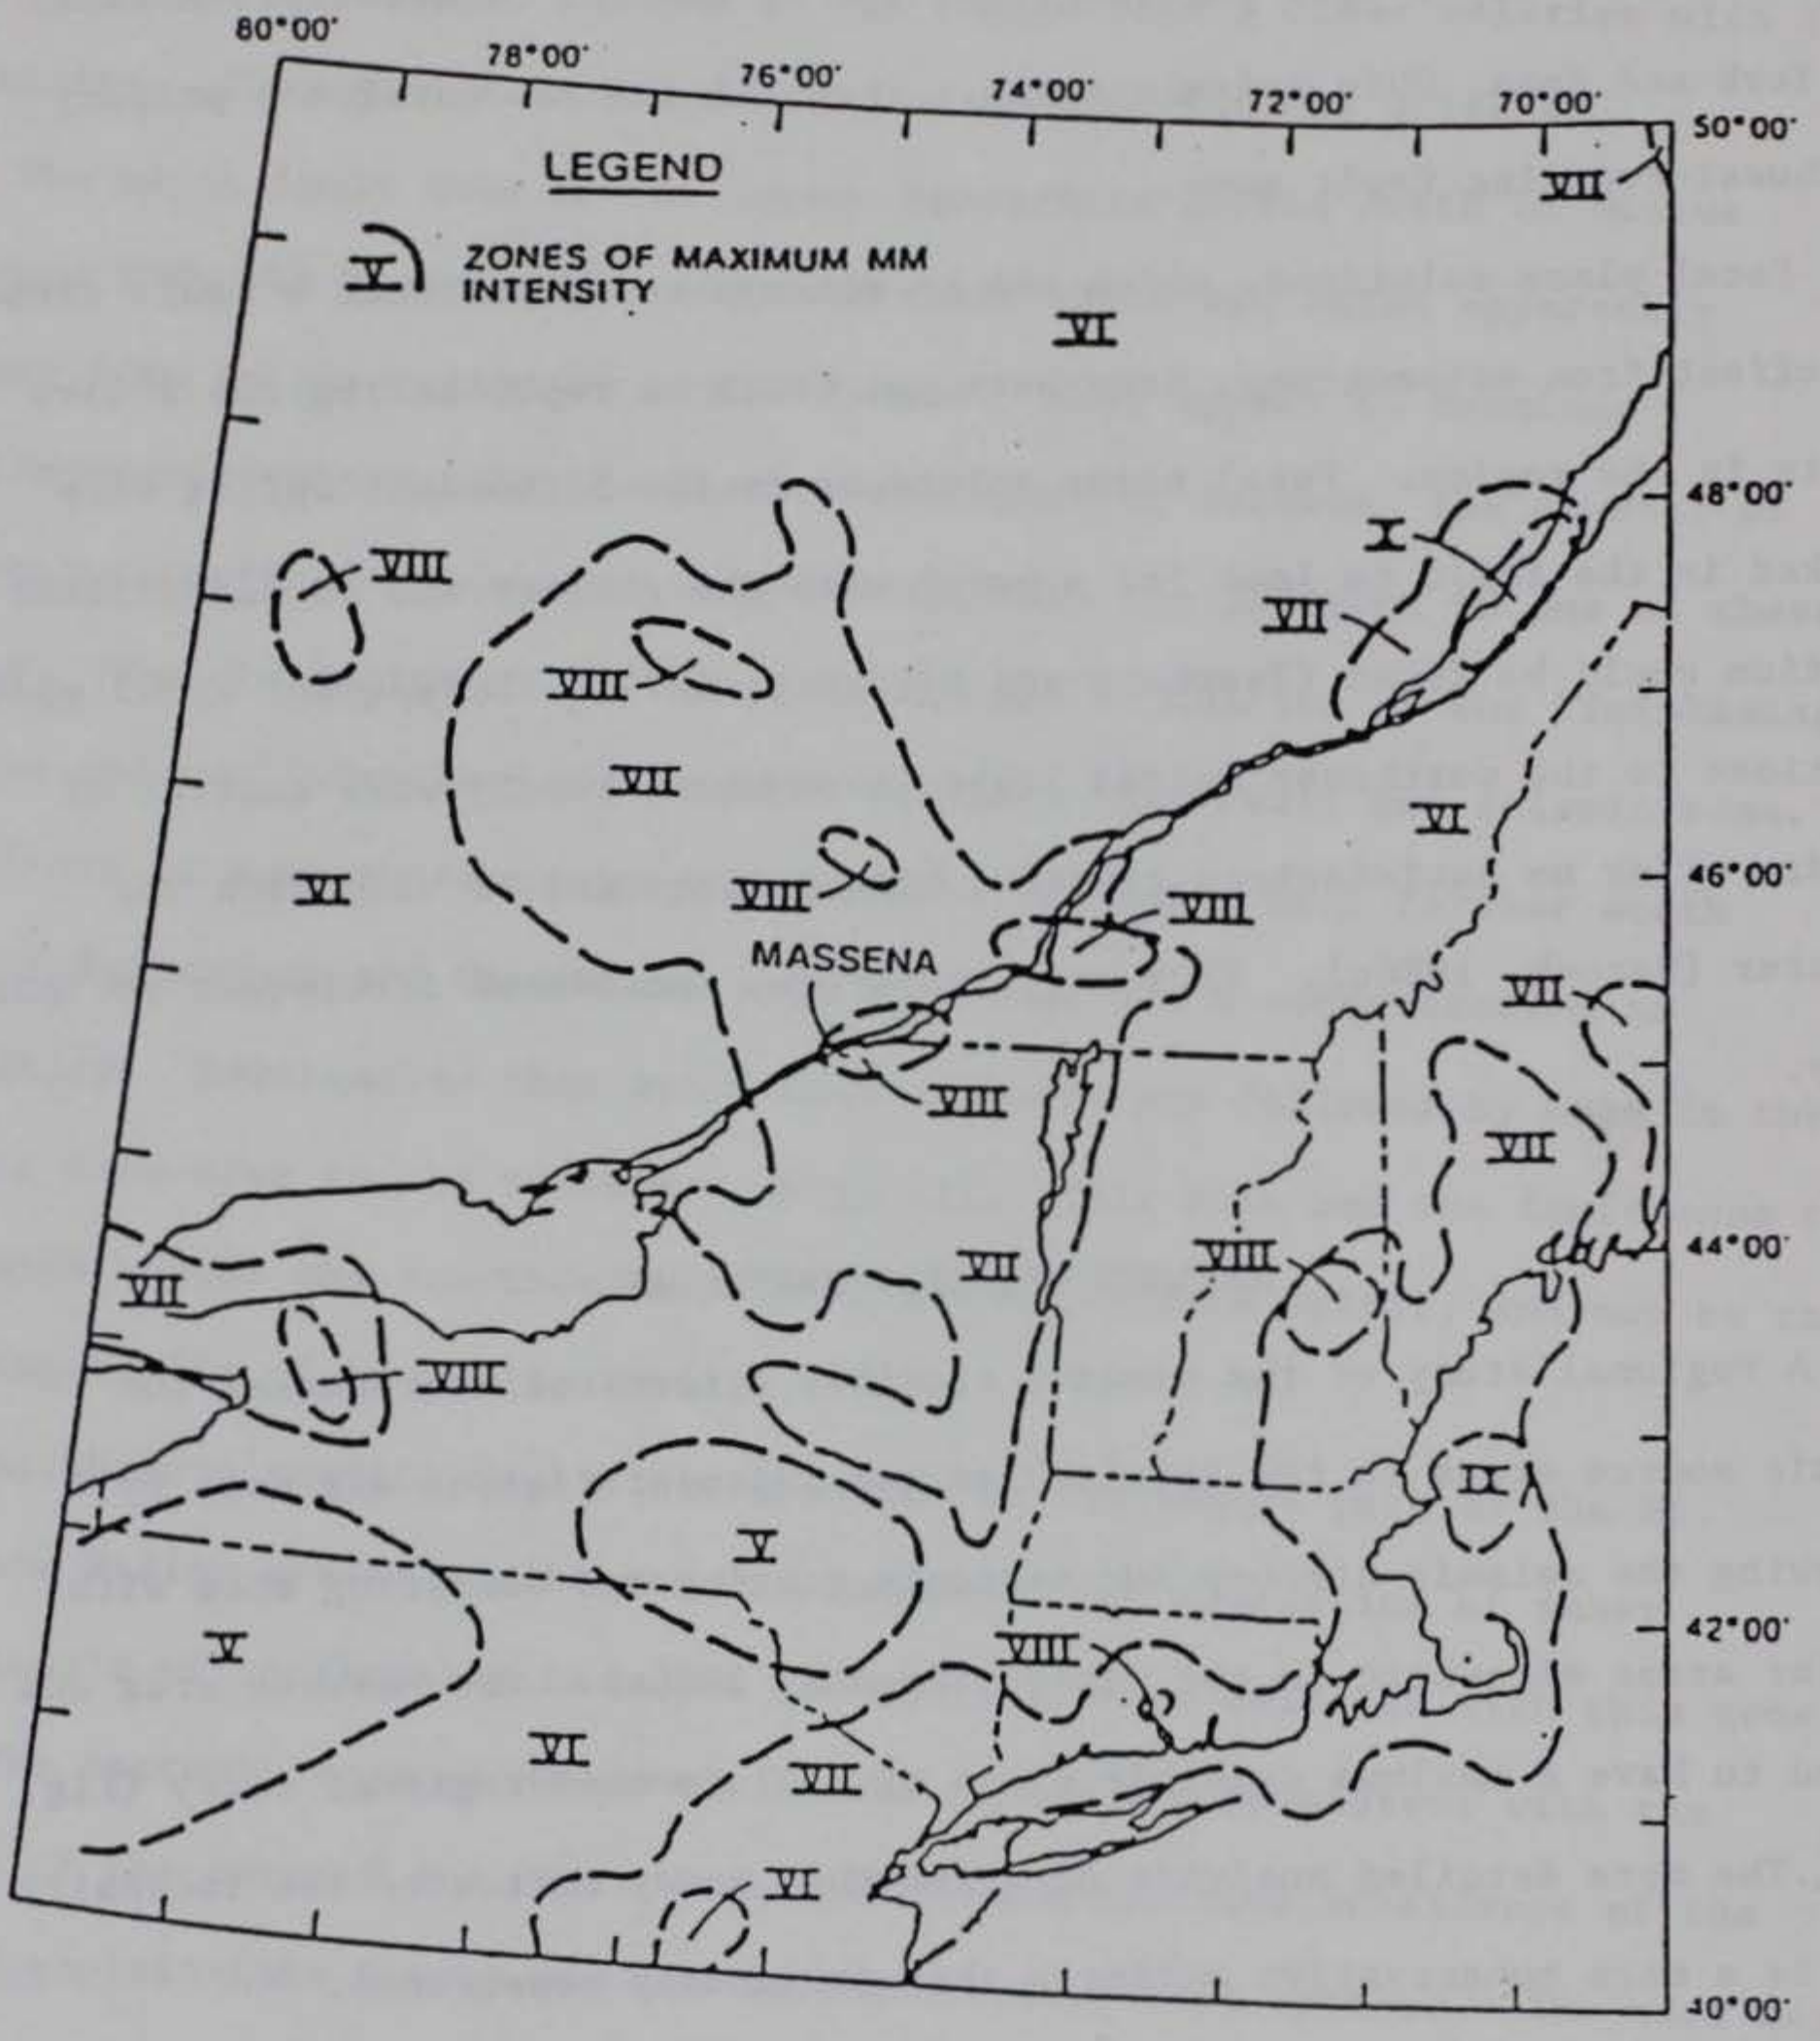 80°00'
78°00'
76°00'
74°00'
72°00'
70°00'
50°00'
LEGEND
VII
V
ZONES OF MAXIMUM MM
INTENSITY
VI
48°00'
X
VIII
VII
VIII
VII
VI
46°00'
VI
VIII
VIII
MASSENA
VII
VIII
VII
44°00'
VIII
VII
VII
VIII
IX
V
42°00'
V
VIII
VI
VII
VI
40°00'